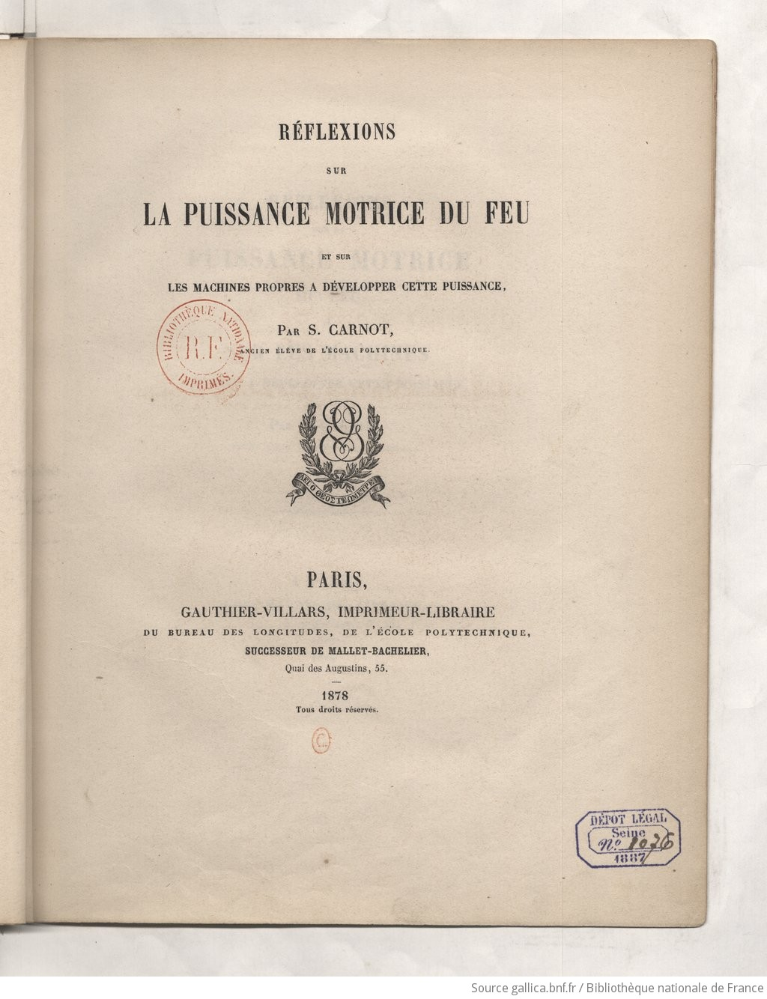 RÉFLEXIONS
SUR
LA PUISSANCE MOTRICE DU FEU
ET SUR
LES MACHINES PROPRES A DÉVELOPPER CETTE PUISSANCE,
PAR S. CARNOT,
ANCIEN ÉLÈVE DE L'ÉCOLE POLYTECHNIQUE.
BIBLIOTHÈQUE NATIONALE
R.F.
IMPRIMÉS.
ΑΕΙ Ο ΘΕΟΣ ΓΕΩΜΕΤΡΕΙ
PARIS,
GAUTHIER-VILLARS, IMPRIMEUR-LIBRAIRE
DU BUREAU DES LONGITUDES, DE L'ÉCOLE POLYTECHNIQUE,
SUCCESSEUR DE MALLET-BACHELIER,
Quai des Augustins, 55.
1878
Tous droits réservés.
C.
DÉPOT LÉGAL
Seine
Nº 1076
1887
Source gallica.bnf.fr / Bibliothèque nationale de France